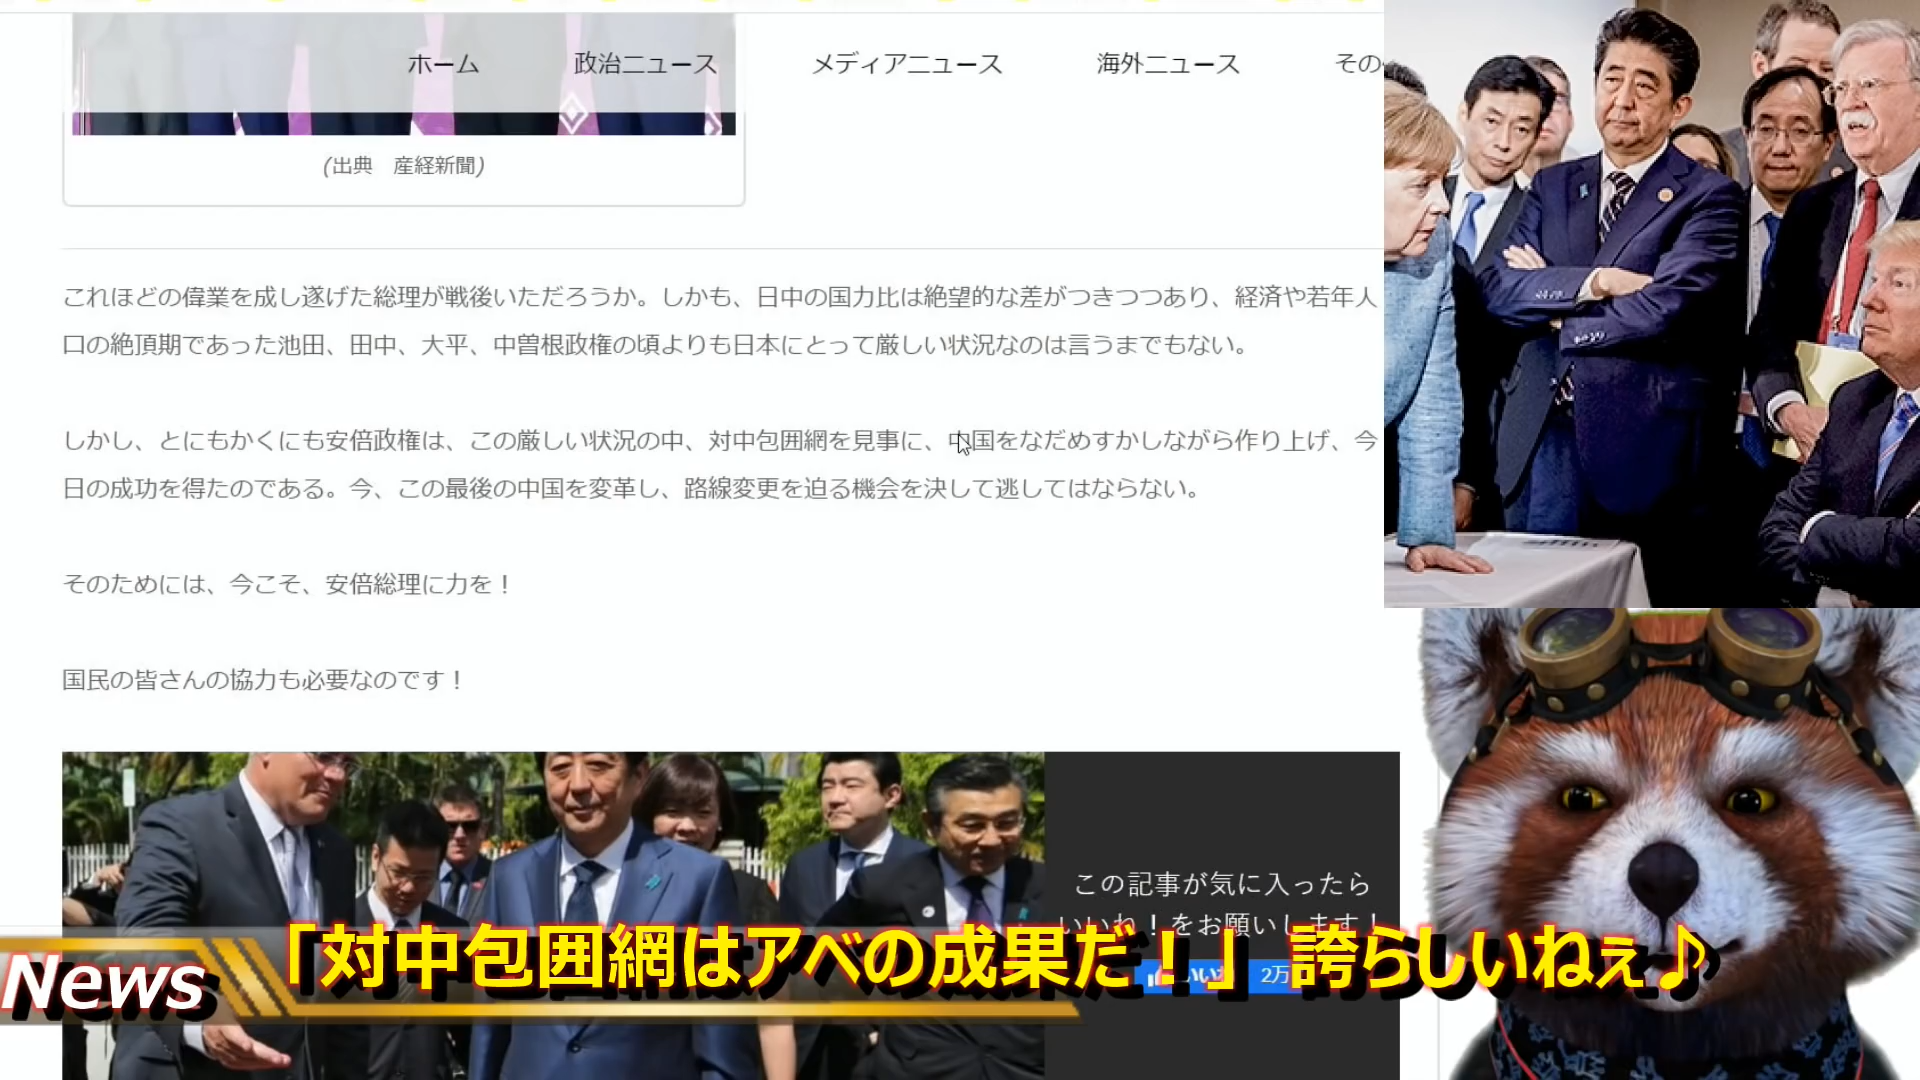 ホーム 政治ニュース メディアニュース 海外ニュース その
(出典　産経新聞)
これほどの偉業を成し遂げた総理が戦後いただろうか。しかも、日中の国力比は絶望的な差がつきつつあり、経済や若年人
口の絶頂期であった池田、田中、大平、中曽根政権の頃よりも日本にとって厳しい状況なのは言うまでもない。
しかし、とにもかくにも安倍政権は、この厳しい状況の中、対中包囲網を見事に、中国をなだめすかしながら作り上げ、今
日の成功を得たのである。今、この最後の中国を変革し、路線変更を迫る機会を決して逃してはならない。
そのためには、今こそ、安倍総理に力を！
国民の皆さんの協力も必要なのです！
この記事が気に入ったら
いいね！をお願いします！
いいね 2万
News
「対中包囲網はアベの成果だ！」 誇らしいねぇ♪